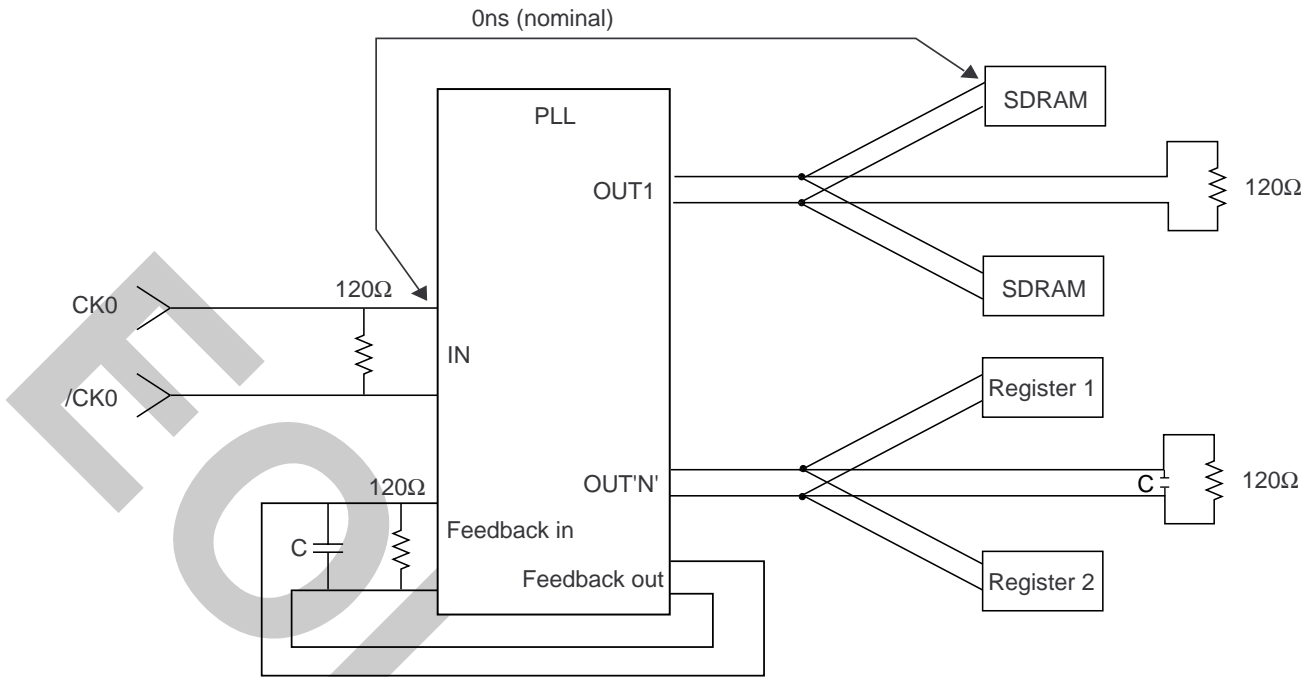 0ns (nominal)
PLL
SDRAM
OUT1
120Ω
SDRAM
CK0
120Ω
IN
/CK0
Register 1
OUT'N'
C
120Ω
120Ω
Feedback in
C
Feedback out
Register 2